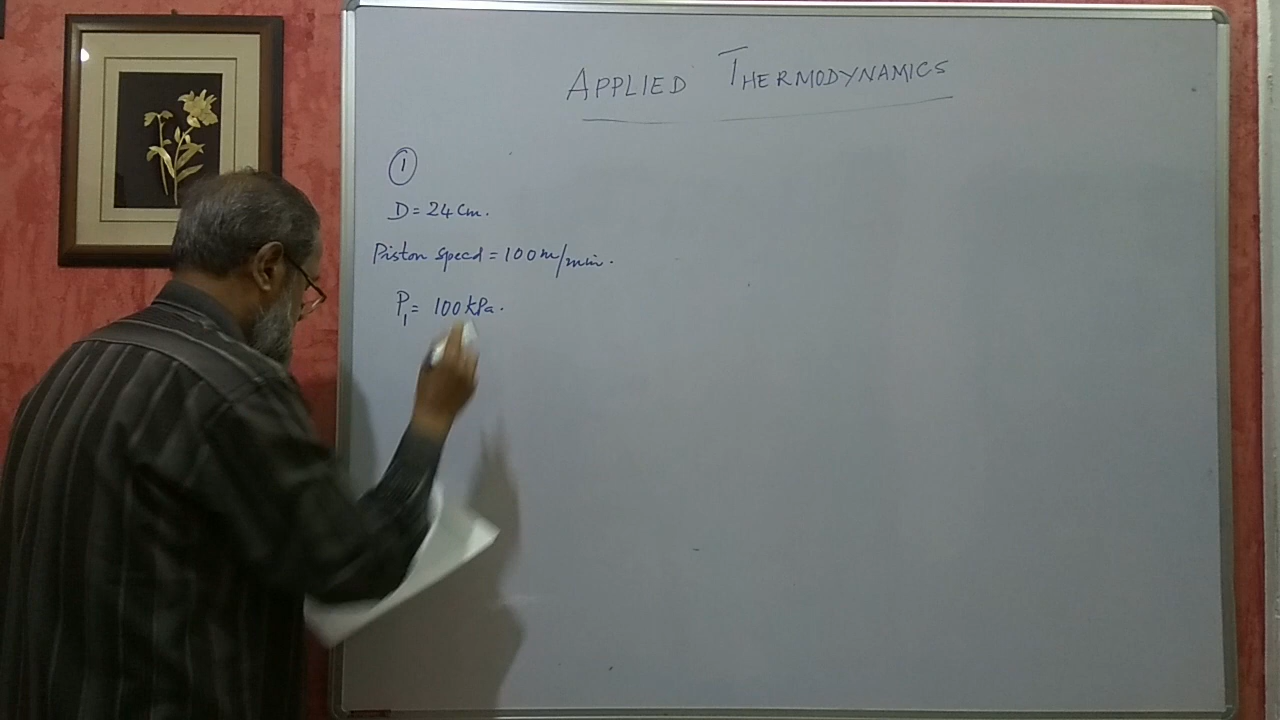 APPLIED THERMODYNAMICS
1
D = 24 cm.
Piston speed = 100 m/min.
P1 = 100 kPa.